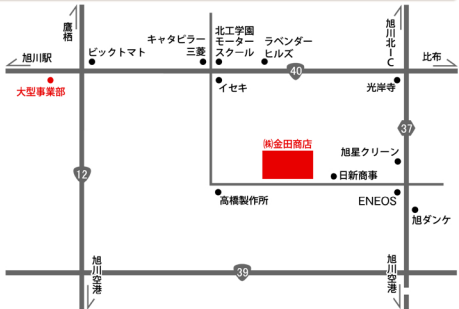 鷹栖
キャタピラー
三菱
北工学園
モーター
スクール
ラベンダー
ヒルズ
旭川北IC
旭川駅
ビックトマト
比布
40
大型事業部
イセキ
光岸寺
37
㈱金田商店
旭星クリーン
12
日新商事
高橋製作所
ENEOS
旭ダンケ
旭川空港
39
旭川空港